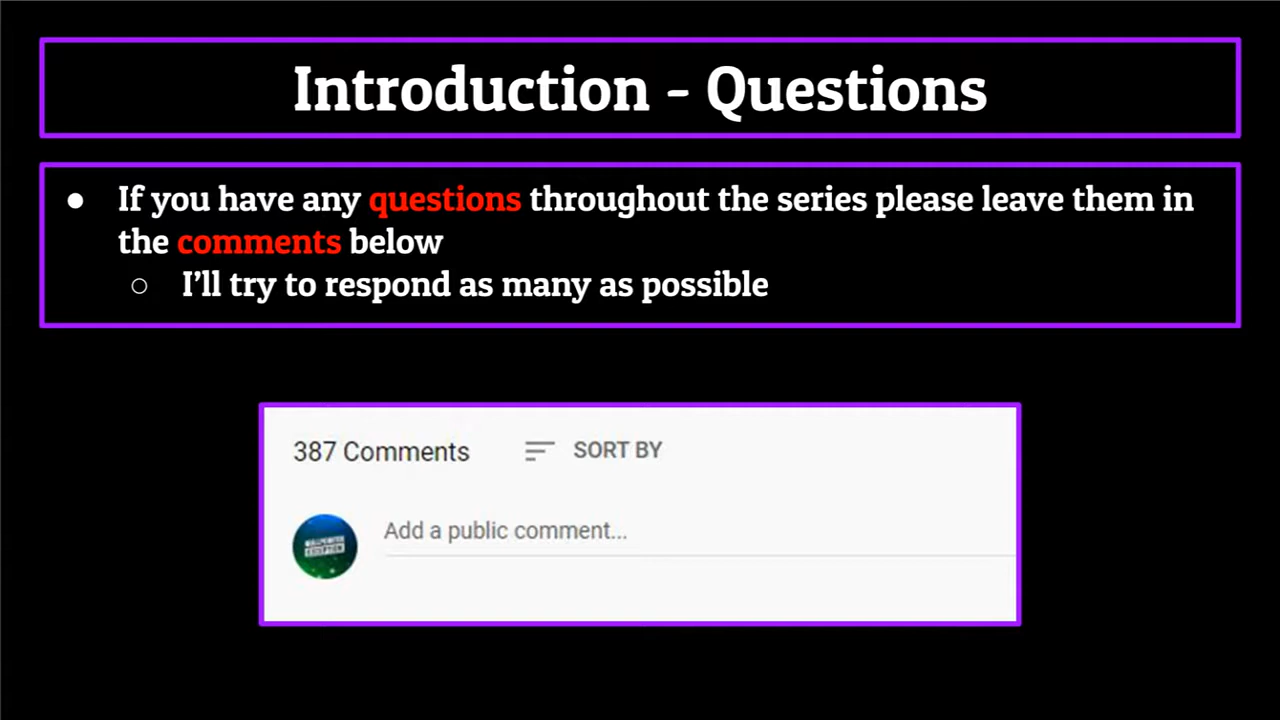 Introduction - Questions
● If you have any questions throughout the series please leave them in
the comments below
○ I'll try to respond as many as possible
387 Comments SORT BY
Add a public comment...